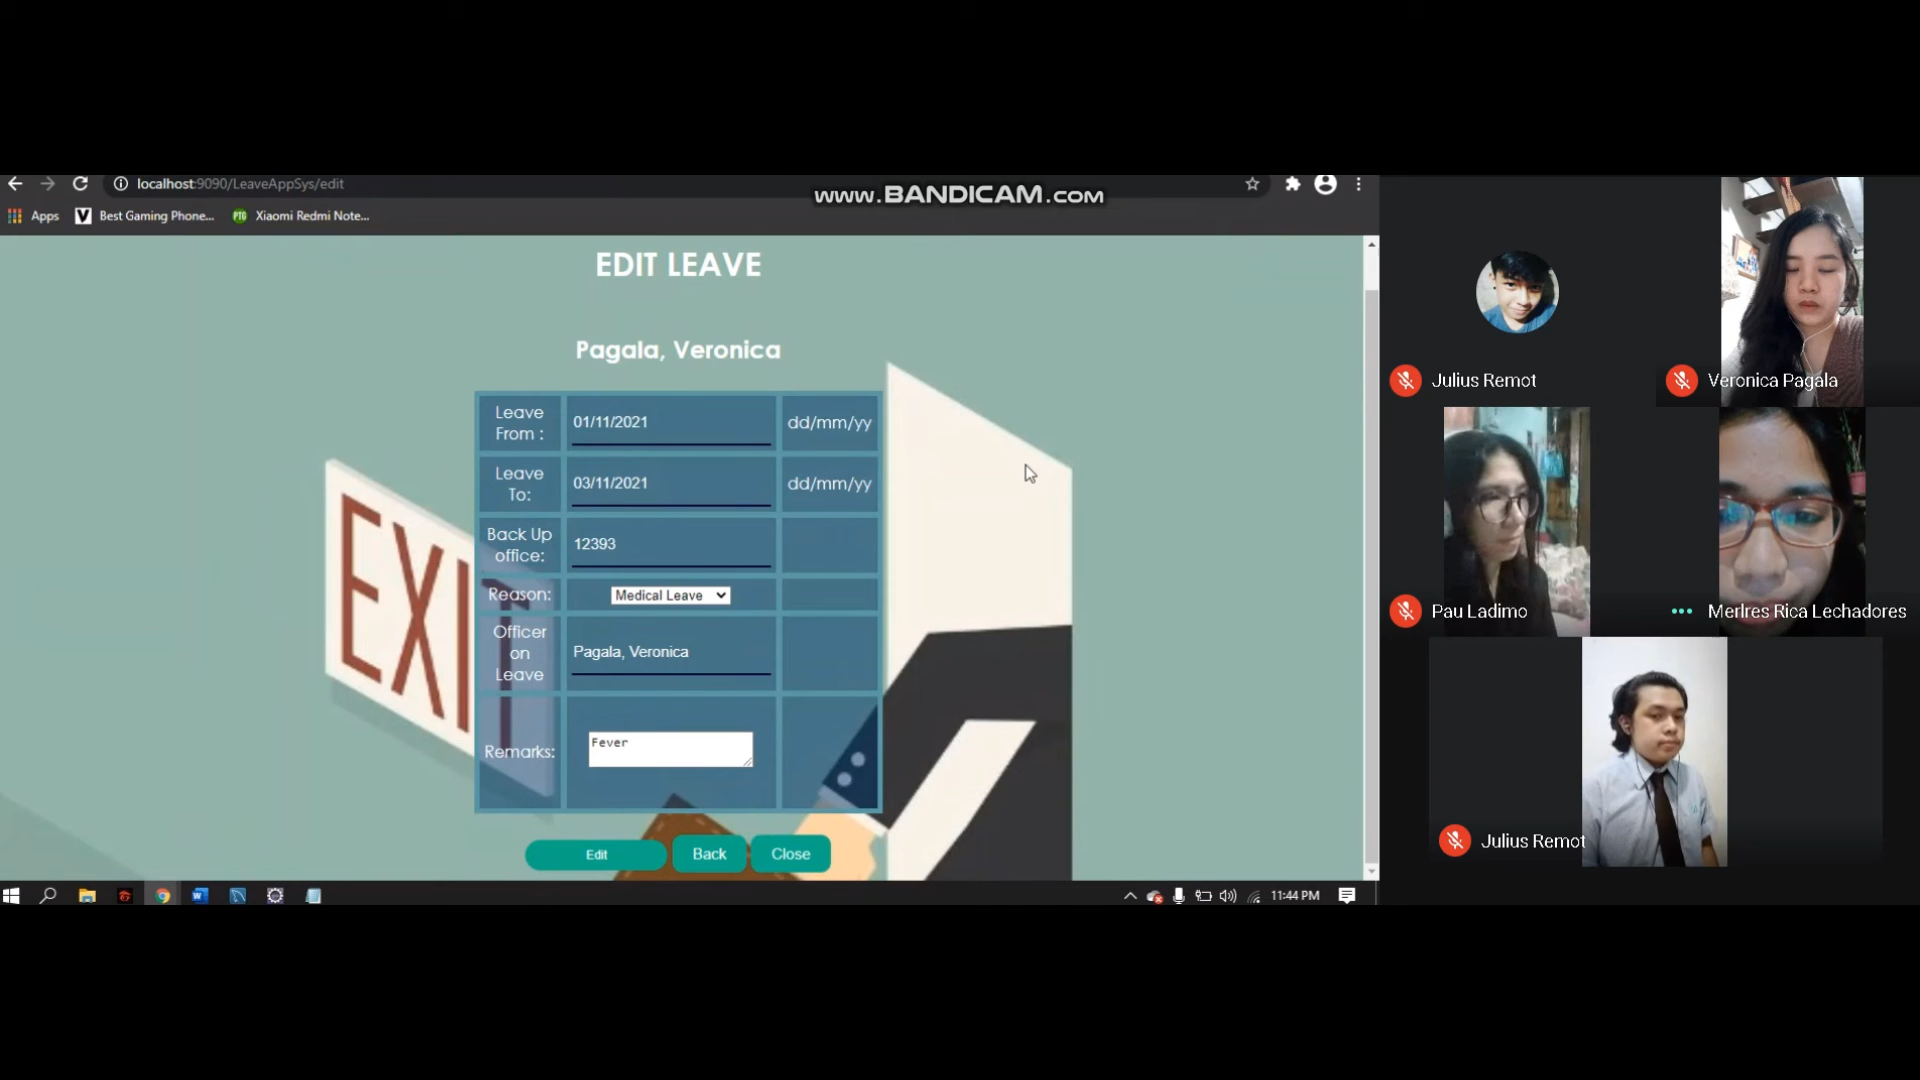 localhost:9090/LeaveAppSys/edit
www.BANDICAM.com
Apps
Best Gaming Phone...
Xiaomi Redmi Note...
EDIT LEAVE
Pagala, Veronica
Leave From :
01/11/2021
dd/mm/yy
Leave To:
03/11/2021
dd/mm/yy
Back Up office:
12393
Reason:
Medical Leave
Officer on Leave
Pagala, Veronica
Remarks:
Fever
Edit
Back
Close
EXIT
11:44 PM
Julius Remot
Veronica Pagala
Pau Ladimo
Merlres Rica Lechadores
Julius Remot